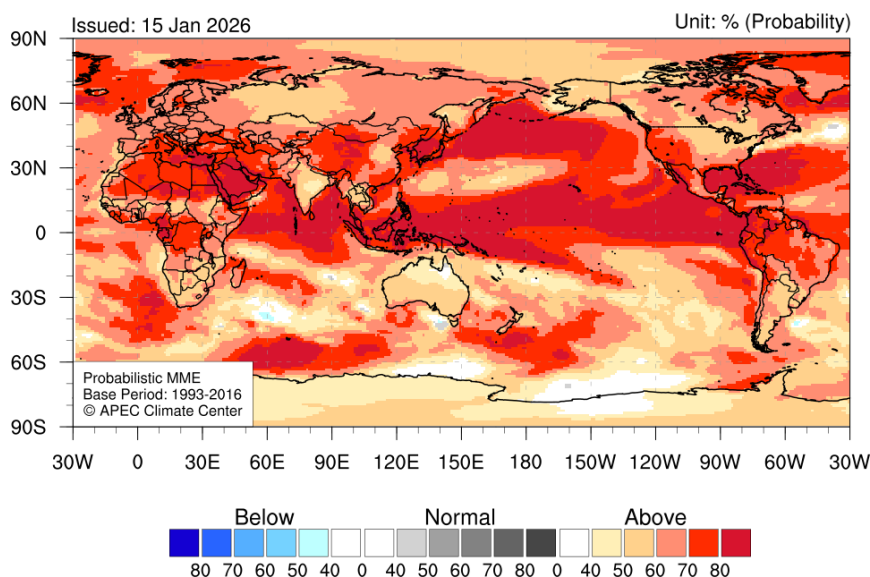 Issued: 15 Jan 2026 Unit: % (Probability)
90N
60N
30N
0
30S
60S
90S
Probabilistic MME
Base Period: 1993-2016
© APEC Climate Center
30W 0 30E 60E 90E 120E 150E 180 150W 120W 90W 60W 30W
Below Normal Above
80 70 60 50 40 0 40 50 60 70 80 0 40 50 60 70 80